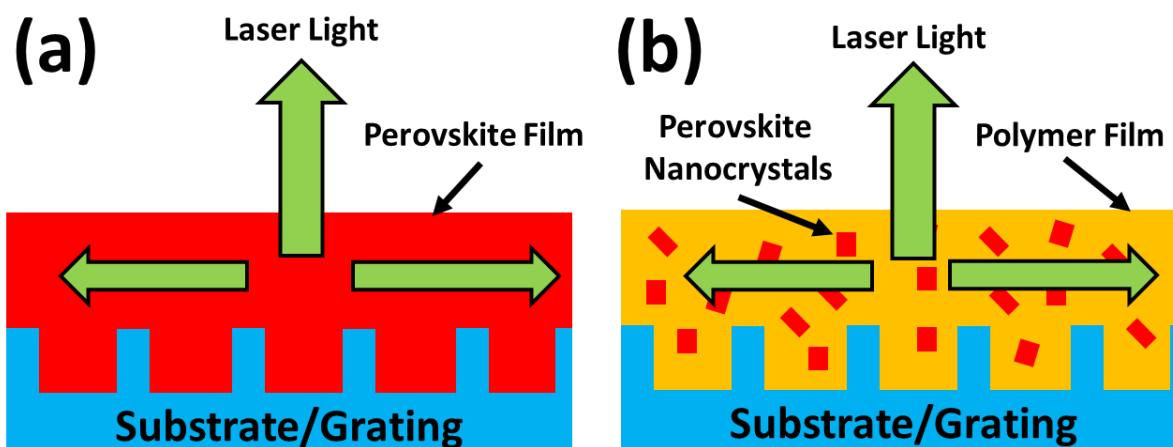 (a)
Laser Light
Perovskite Film
Substrate/Grating
(b)
Laser Light
Perovskite
Nanocrystals
Polymer Film
Substrate/Grating